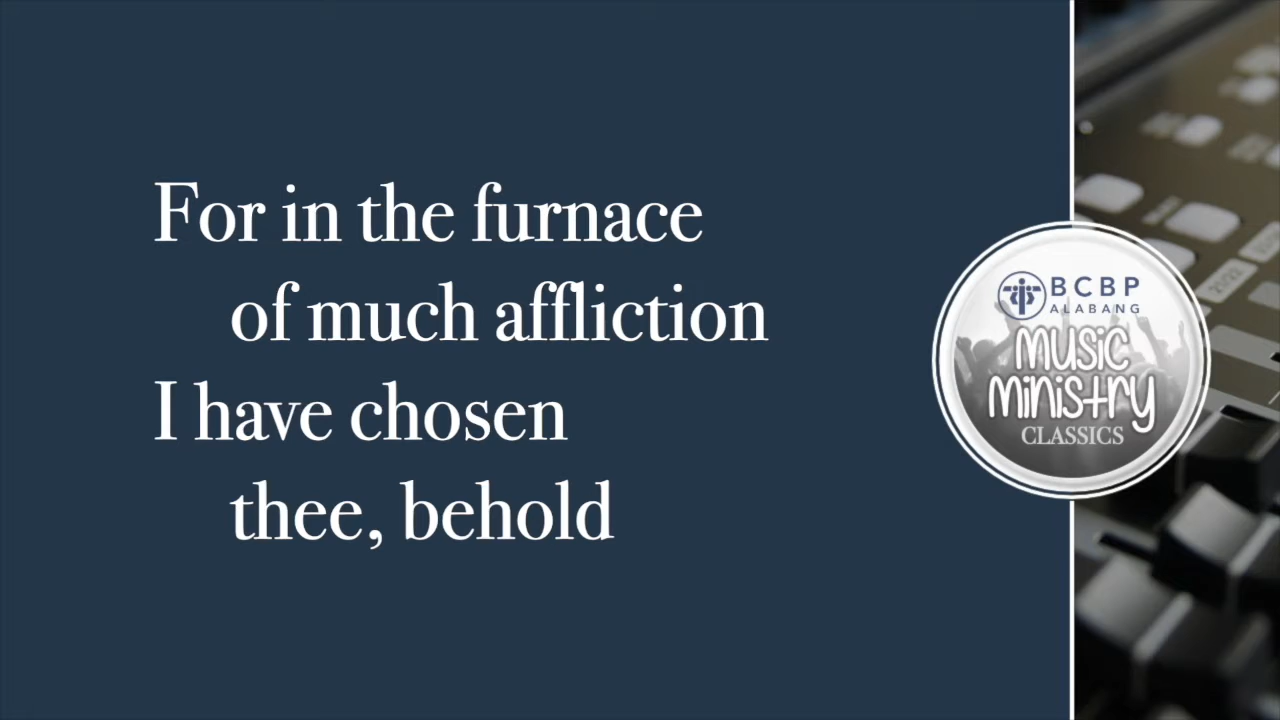 For in the furnace
of much affliction
I have chosen
thee, behold
BCBP
ALABANG
music
ministry
CLASSICS